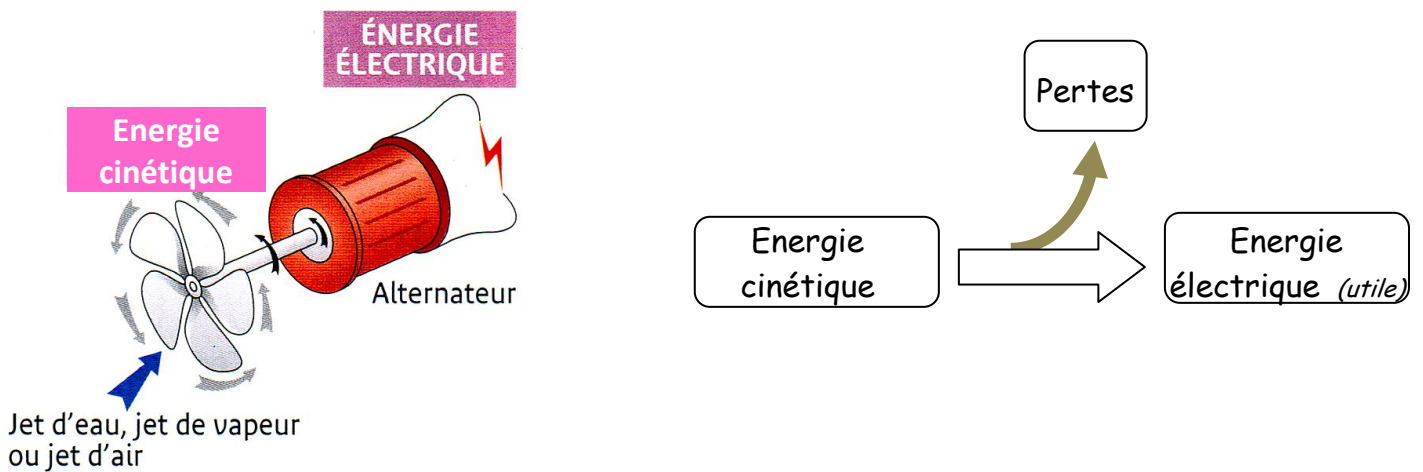 ÉNERGIE
ÉLECTRIQUE
Energie
cinétique
Alternateur
Jet d'eau, jet de vapeur
ou jet d'air
Pertes
Energie
cinétique
Energie
électrique (utile)